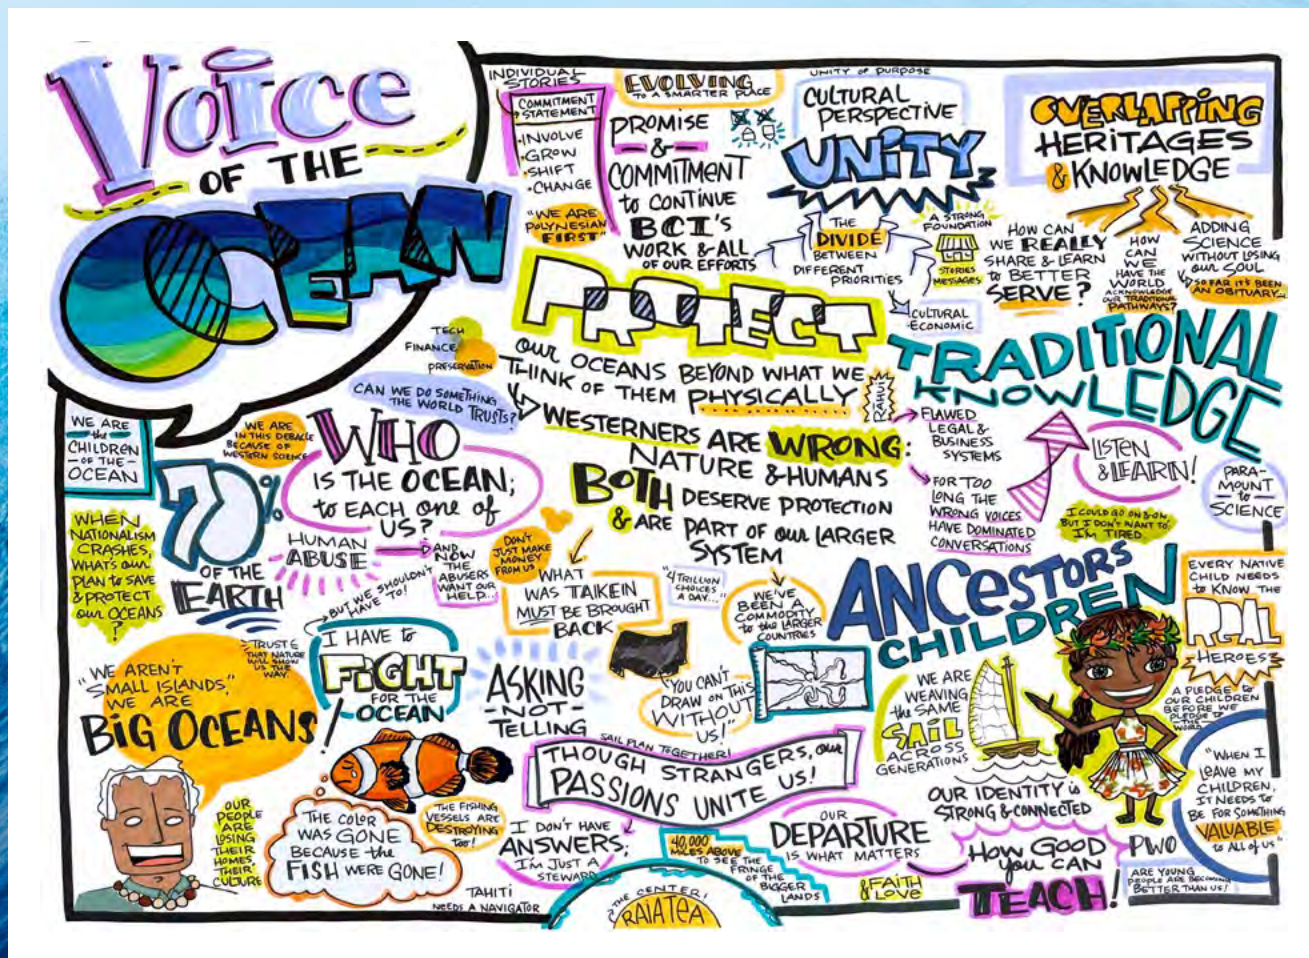 VOICE
OF THE
OCEAN
INDIVIDUAL
STORIES
COMMITMENT
STATEMENT
•INVOLVE
•GROW
•SHIFT
•CHANGE
"WE ARE
POLYNESIAN
FIRST"
EVOLVING
TO A SMARTER PLACE
PROMISE
&
COMMITMENT
to CONTINUE
BCI'S
WORK & ALL
OF OUR EFFORTS
UNITY OF PURPOSE
CULTURAL
PERSPECTIVE
UNITY
THE
DIVIDE
BETWEEN
DIFFERENT
PRIORITIES
CULTURAL
ECONOMIC
A STRONG
FOUNDATION
STORIES
MESSAGES
OVERLAPPING
HERITAGES
& KNOWLEDGE
HOW CAN
WE REALLY
SHARE & LEARN
to BETTER
SERVE?
HOW
CAN
WE
HAVE THE
WORLD
ACKNOWLEDGE
OUR TRADITIONAL
PATHWAYS?
ADDING
SCIENCE
WITHOUT LOSING
our SOUL
SO FAR IT'S BEEN
AN OBITUARY...
PROTECT
our OCEANS BEYOND WHAT WE
THINK OF THEM PHYSICALLY
RAHUI
TECH
FINANCE
PRESERVATION
CAN WE DO SOMETHING
THE WORLD TRUSTS?
WESTERNERS ARE WRONG:
NATURE & HUMANS
BOTH DESERVE PROTECTION
& ARE PART OF our LARGER
SYSTEM
TRADITIONAL
KNOWLEDGE
FLAWED
LEGAL &
BUSINESS
SYSTEMS
FOR TOO
LONG THE
WRONG VOICES
HAVE DOMINATED
CONVERSATIONS
LISTEN
& LEARN!
PARA-
MOUNT
to
SCIENCE
I COULD GO ON & ON
BUT I DON'T WANT TO.
I'M TIRED.
WE ARE
the
CHILDREN
OF THE
OCEAN
WE ARE
IN THIS DEBACLE
BECAUSE OF
WESTERN SCIENCE
70%
OF THE
EARTH
WHO
IS THE OCEAN;
to EACH one of
US?
WHEN
NATIONALISM
CRASHES,
WHAT'S our
PLAN to SAVE
& PROTECT
our OCEANS
?
HUMAN
ABUSE
AND
NOW
THE
ABUSERS
WANT OUR
HELP...
BUT WE SHOULDN'T
HAVE TO!
DON'T
JUST MAKE
MONEY
FROM US
WHAT
WAS TAKEIN
MUST BE BROUGHT
BACK
"4 TRILLION
CHOICES
A DAY..."
WE'VE
BEEN A
COMMODITY
to the LARGER
COUNTRIES
ANCESTORS
CHILDREN
EVERY NATIVE
CHILD NEEDS
to KNOW THE
REAL
HEROES
A PLEDGE to
OUR CHILDREN
BEFORE WE
PLEDGE TO
THE
WORLD
TRUST
THAT NATURE
WILL SHOW
US THE
WAY.
"WE AREN'T
SMALL ISLANDS,"
WE ARE
BIG OCEANS!
I HAVE to
FIGHT
FOR THE
OCEAN
ASKING
-NOT-
TELLING
"YOU CAN'T
DRAW ON THIS
WITHOUT
US!"
WE ARE
WEAVING
the SAME
SAIL
ACROSS
GENERATIONS
OUR IDENTITY is
STRONG & CONNECTED
"WHEN I
LEAVE MY
CHILDREN,
IT NEEDS to
BE FOR SOMETHING
VALUABLE
to All of us"
SAIL PLAN TOGETHER!
THOUGH STRANGERS, our
PASSIONS UNITE US!
OUR
PEOPLE
ARE
LOSING
THEIR
HOMES,
THEIR
CULTURE
THE COLOR
WAS GONE
BECAUSE the
FISH WERE GONE!
THE FISHING
VESSELS ARE
DESTROYING
too!
I DON'T HAVE
ANSWERS;
I'm JUST A
STEWARD
TAHITI
NEEDS A NAVIGATOR
40,000
MILES ABOVE
TO SEE THE
FRINGE
OF THE
BIGGER
LANDS
THE CENTER!
RAIATEA
OUR
DEPARTURE
IS WHAT MATTERS
& FAITH
& LOVE
HOW GOOD
you CAN
TEACH!
PWO
ARE YOUNG
PEOPLE ARE BECOMING
BETTER THAN US!